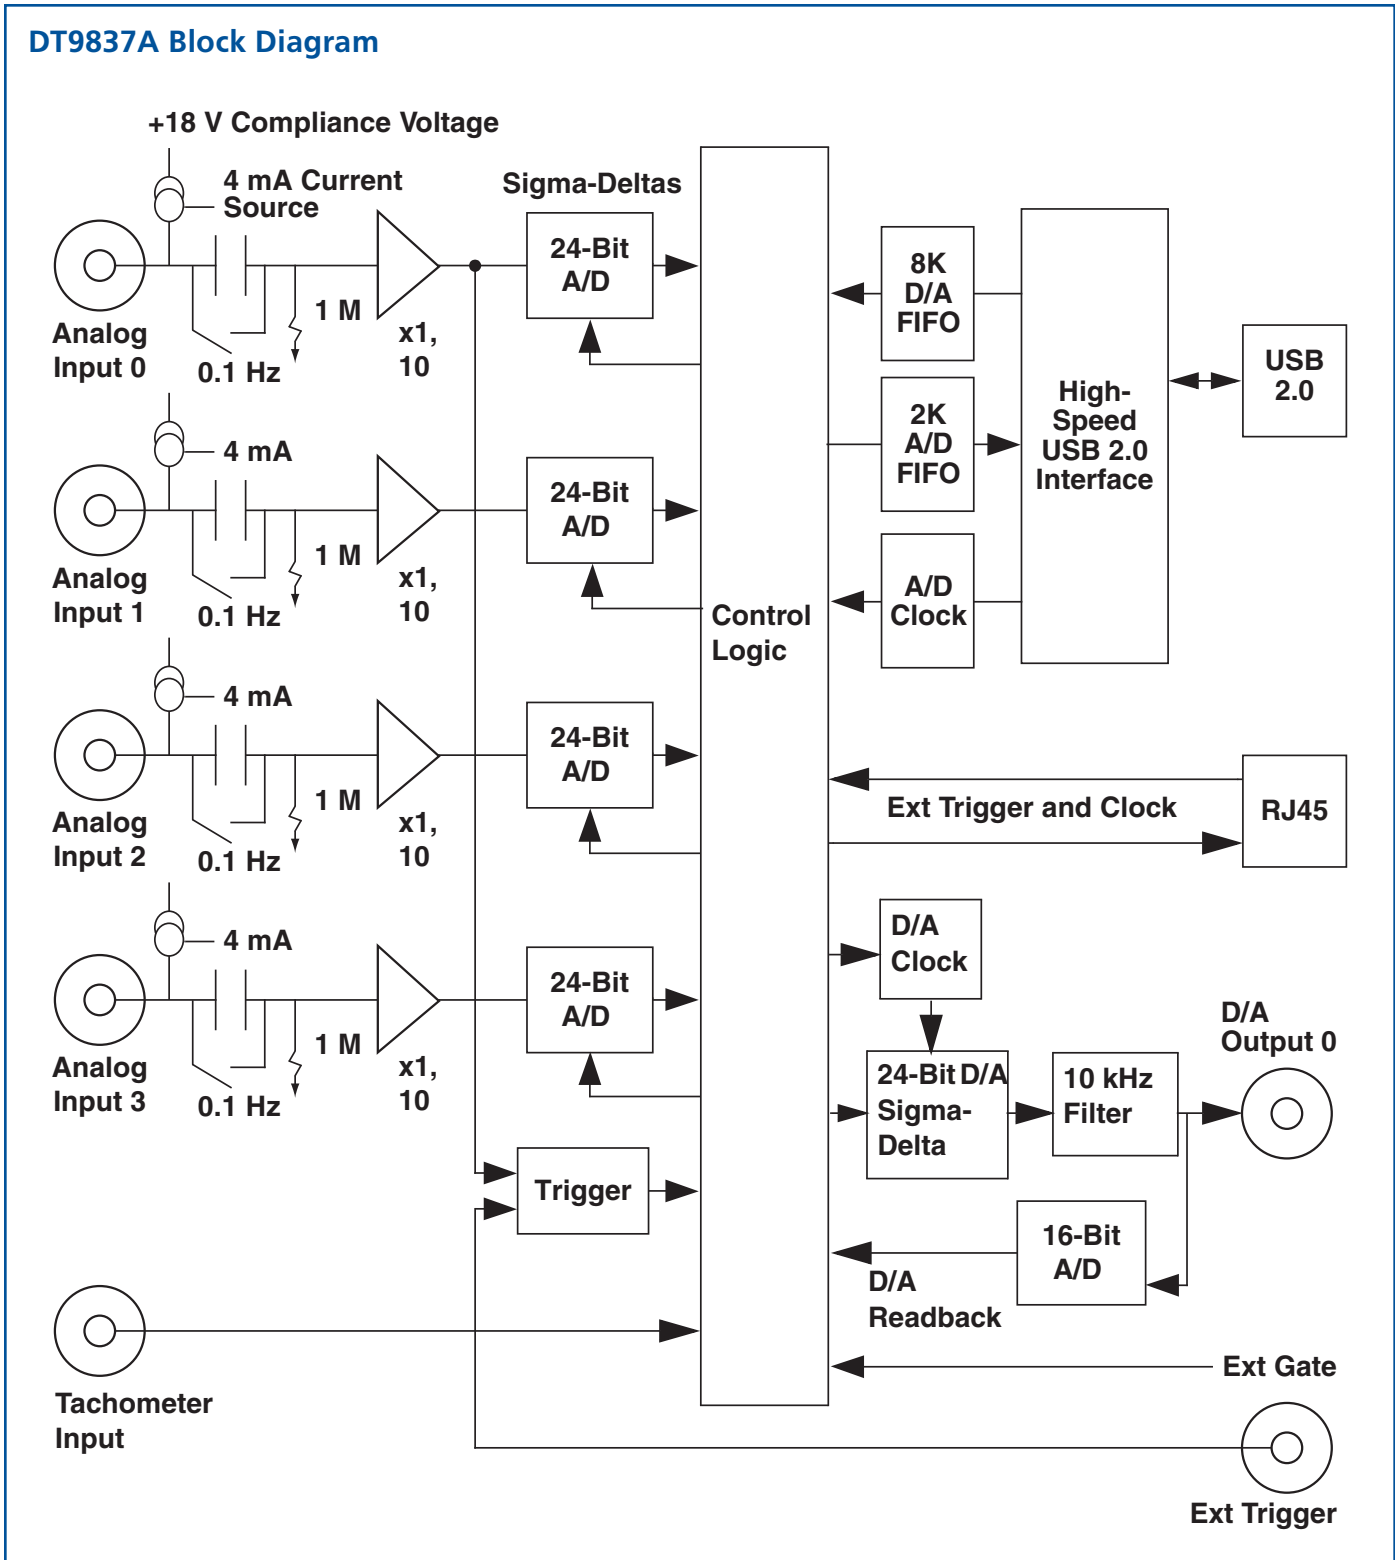 DT9837A Block Diagram
+18 V Compliance Voltage
4 mA Current
Source
Sigma-Deltas
Analog
Input 0
0.1 Hz
1 M
x1,
10
24-Bit
A/D
4 mA
Analog
Input 1
0.1 Hz
1 M
x1,
10
24-Bit
A/D
4 mA
Analog
Input 2
0.1 Hz
1 M
x1,
10
24-Bit
A/D
4 mA
Analog
Input 3
0.1 Hz
1 M
x1,
10
24-Bit
A/D
Trigger
Tachometer
Input
Control
Logic
8K
D/A
FIFO
2K
A/D
FIFO
A/D
Clock
High-
Speed
USB 2.0
Interface
USB
2.0
Ext Trigger and Clock
RJ45
D/A
Clock
24-Bit D/A
Sigma-
Delta
10 kHz
Filter
D/A
Output 0
16-Bit
A/D
D/A
Readback
Ext Gate
Ext Trigger